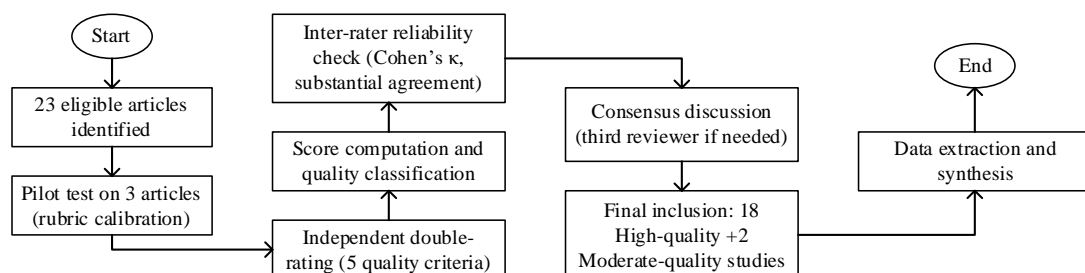 Start
23 eligible articles
identified
Pilot test on 3 articles
(rubric calibration)
Independent double-
rating (5 quality criteria)
Score computation and
quality classification
Inter-rater reliability
check (Cohen’s κ,
substantial agreement)
Consensus discussion
(third reviewer if needed)
Final inclusion: 18
High-quality +2
Moderate-quality studies
Data extraction and
synthesis
End